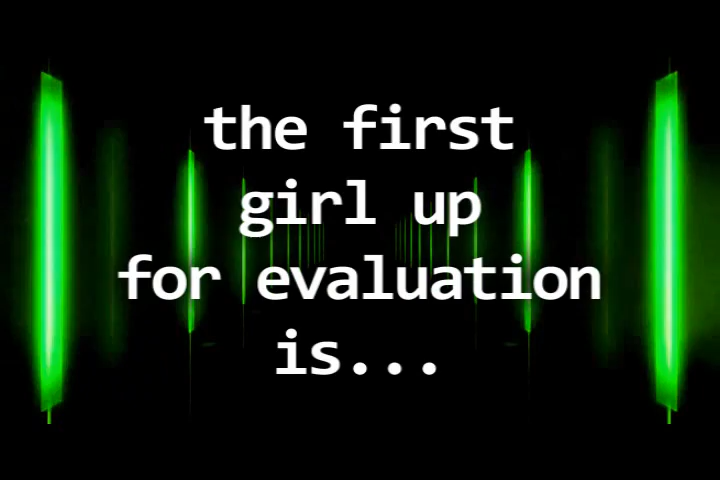 the first
girl up
for evaluation
is...